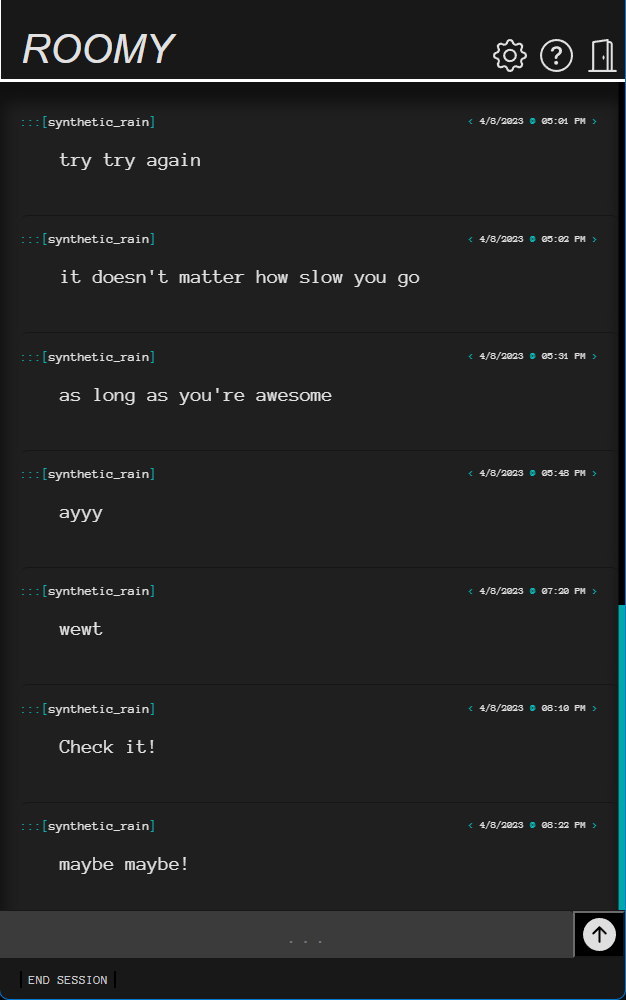 ROOMY
:::[synthetic_rain] ‹ 4/8/2023 @ 05:01 PM ›
try try again
:::[synthetic_rain] ‹ 4/8/2023 @ 05:02 PM ›
it doesn't matter how slow you go
:::[synthetic_rain] ‹ 4/8/2023 @ 05:31 PM ›
as long as you're awesome
:::[synthetic_rain] ‹ 4/8/2023 @ 05:48 PM ›
ayyy
:::[synthetic_rain] ‹ 4/8/2023 @ 07:20 PM ›
wewt
:::[synthetic_rain] ‹ 4/8/2023 @ 08:10 PM ›
Check it!
:::[synthetic_rain] ‹ 4/8/2023 @ 08:22 PM ›
maybe maybe!
. . .
END SESSION